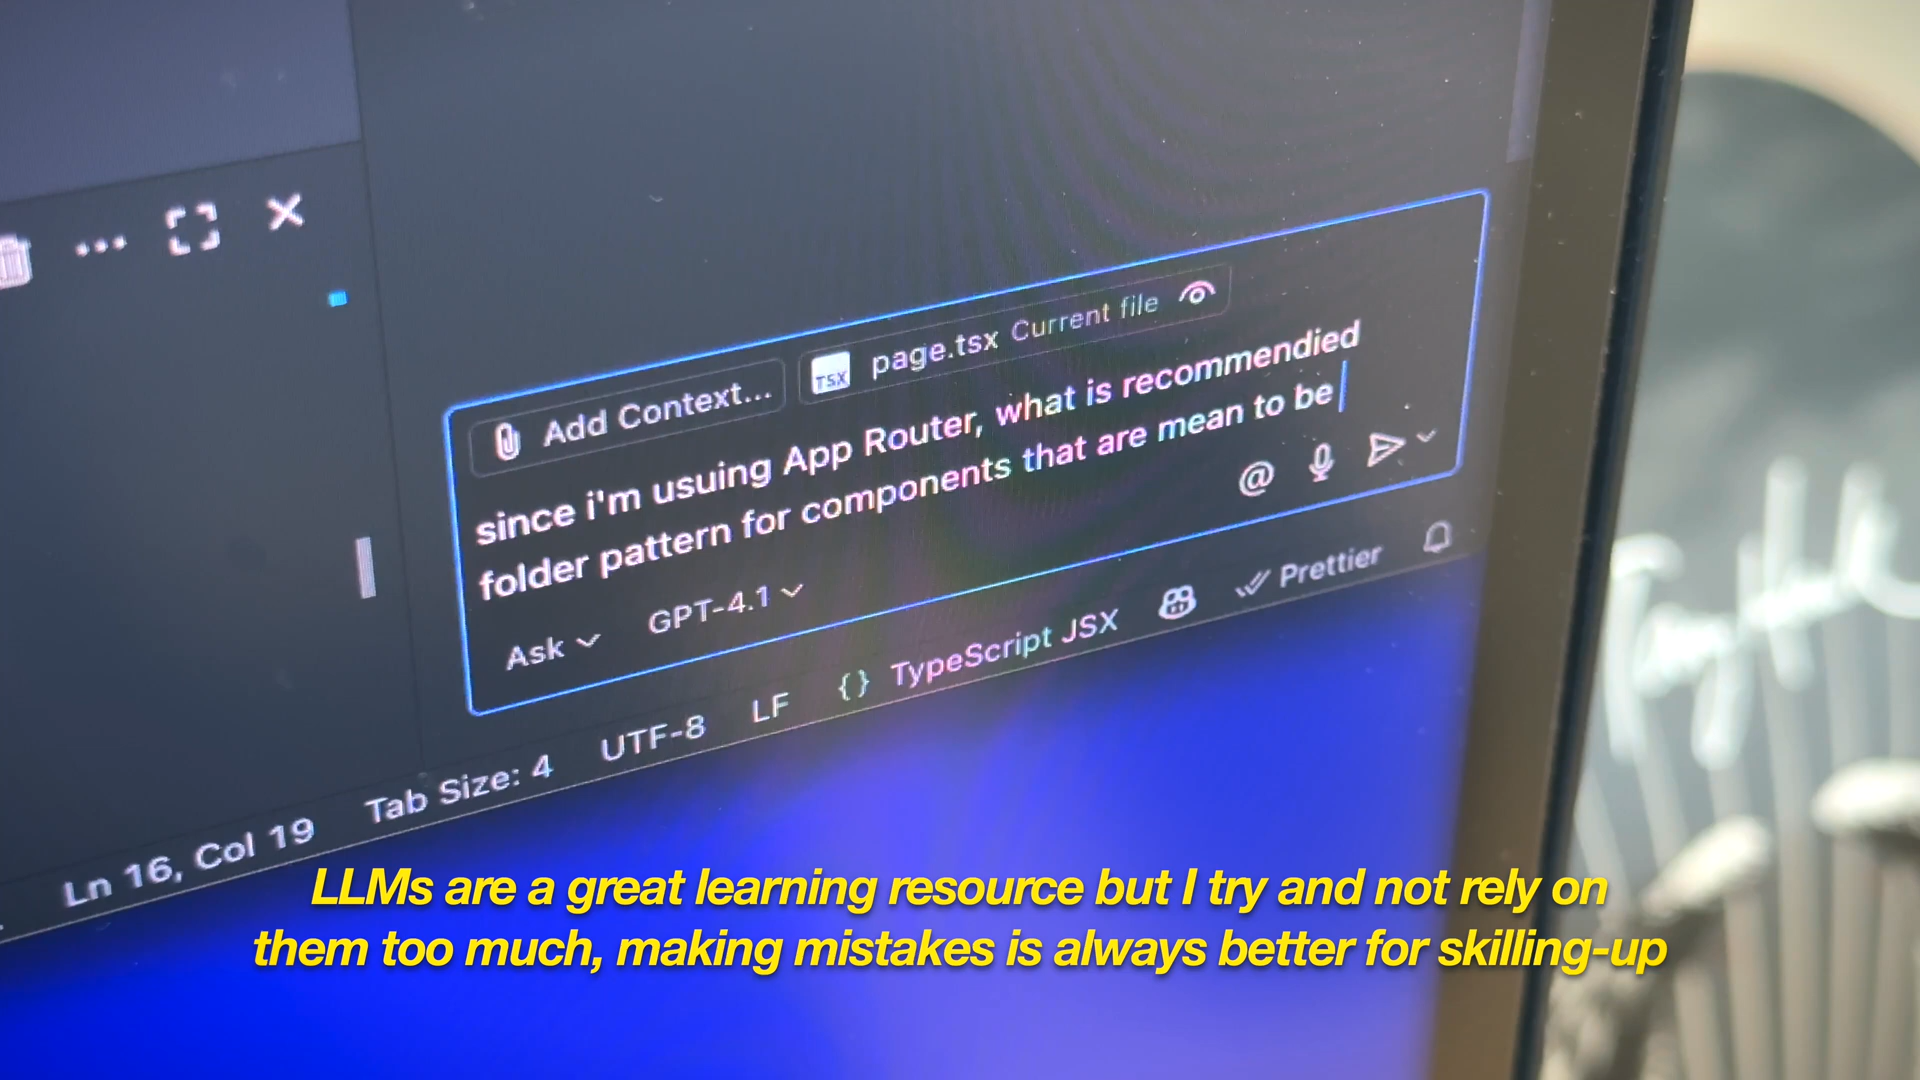 Add Context...
TSX page.tsx Current file
since i'm usuing App Router, what is recommendied
folder pattern for components that are mean to be
@
Ask GPT-4.1
Ln 16, Col 19 Tab Size: 4 UTF-8 LF {} TypeScript JSX Prettier
LLMs are a great learning resource but I try and not rely on
them too much, making mistakes is always better for skilling-up